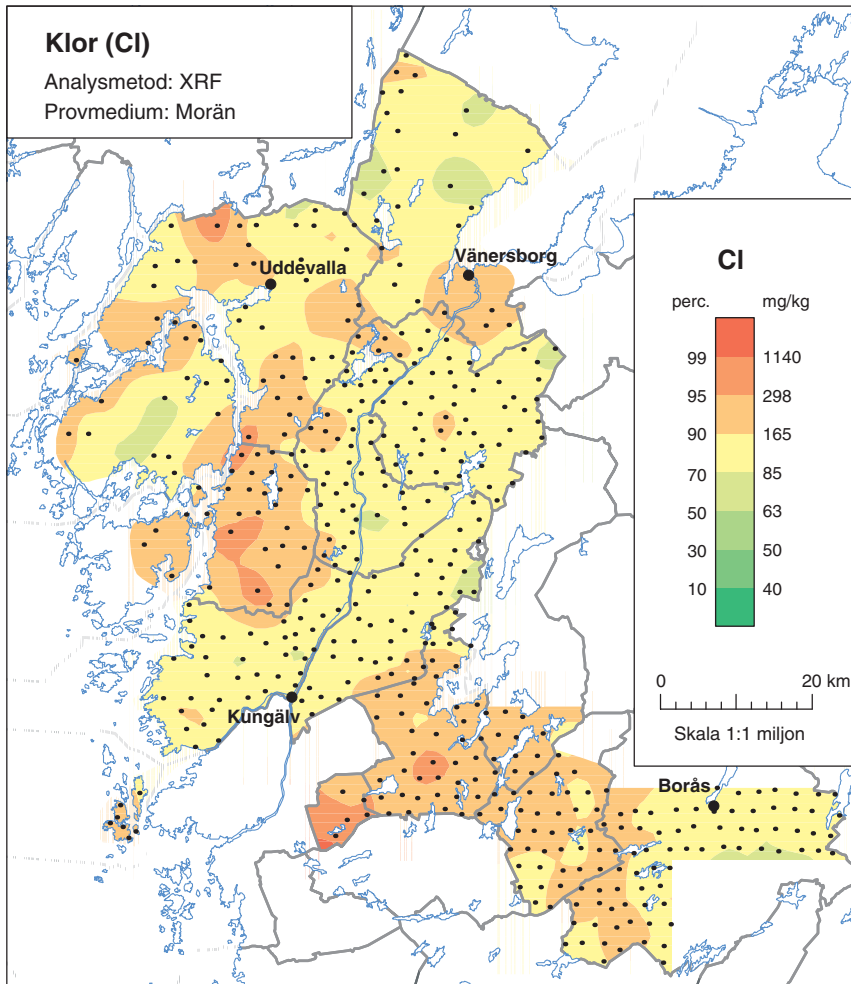 Klor (Cl)
Analysmetod: XRF
Provmedium: Morän
Uddevalla
Vänersborg
Cl
perc. mg/kg
99 1140
95 298
90 165
70 85
50 63
30 50
10 40
0 20 km
Skala 1:1 miljon
Kungälv
Borås